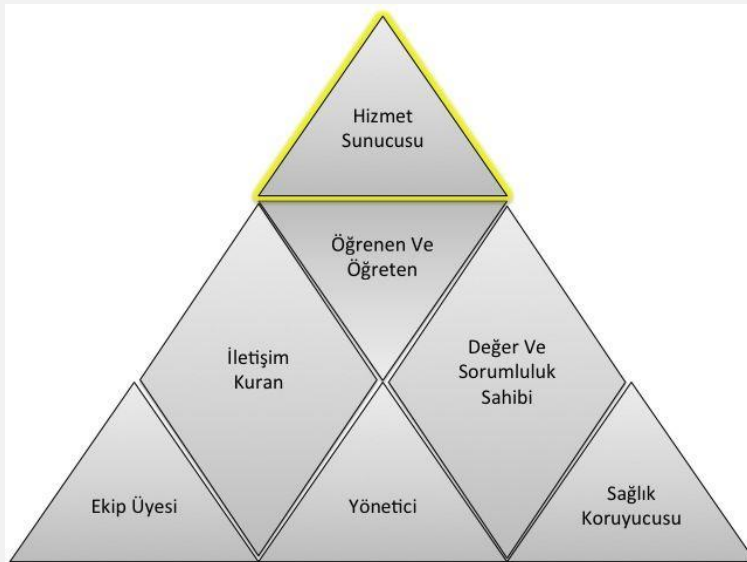 Hizmet
Sunucusu
Öğrenen Ve
Öğreten
İletişim
Kuran
Değer Ve
Sorumluluk
Sahibi
Ekip Üyesi
Yönetici
Sağlık
Koruyucusu